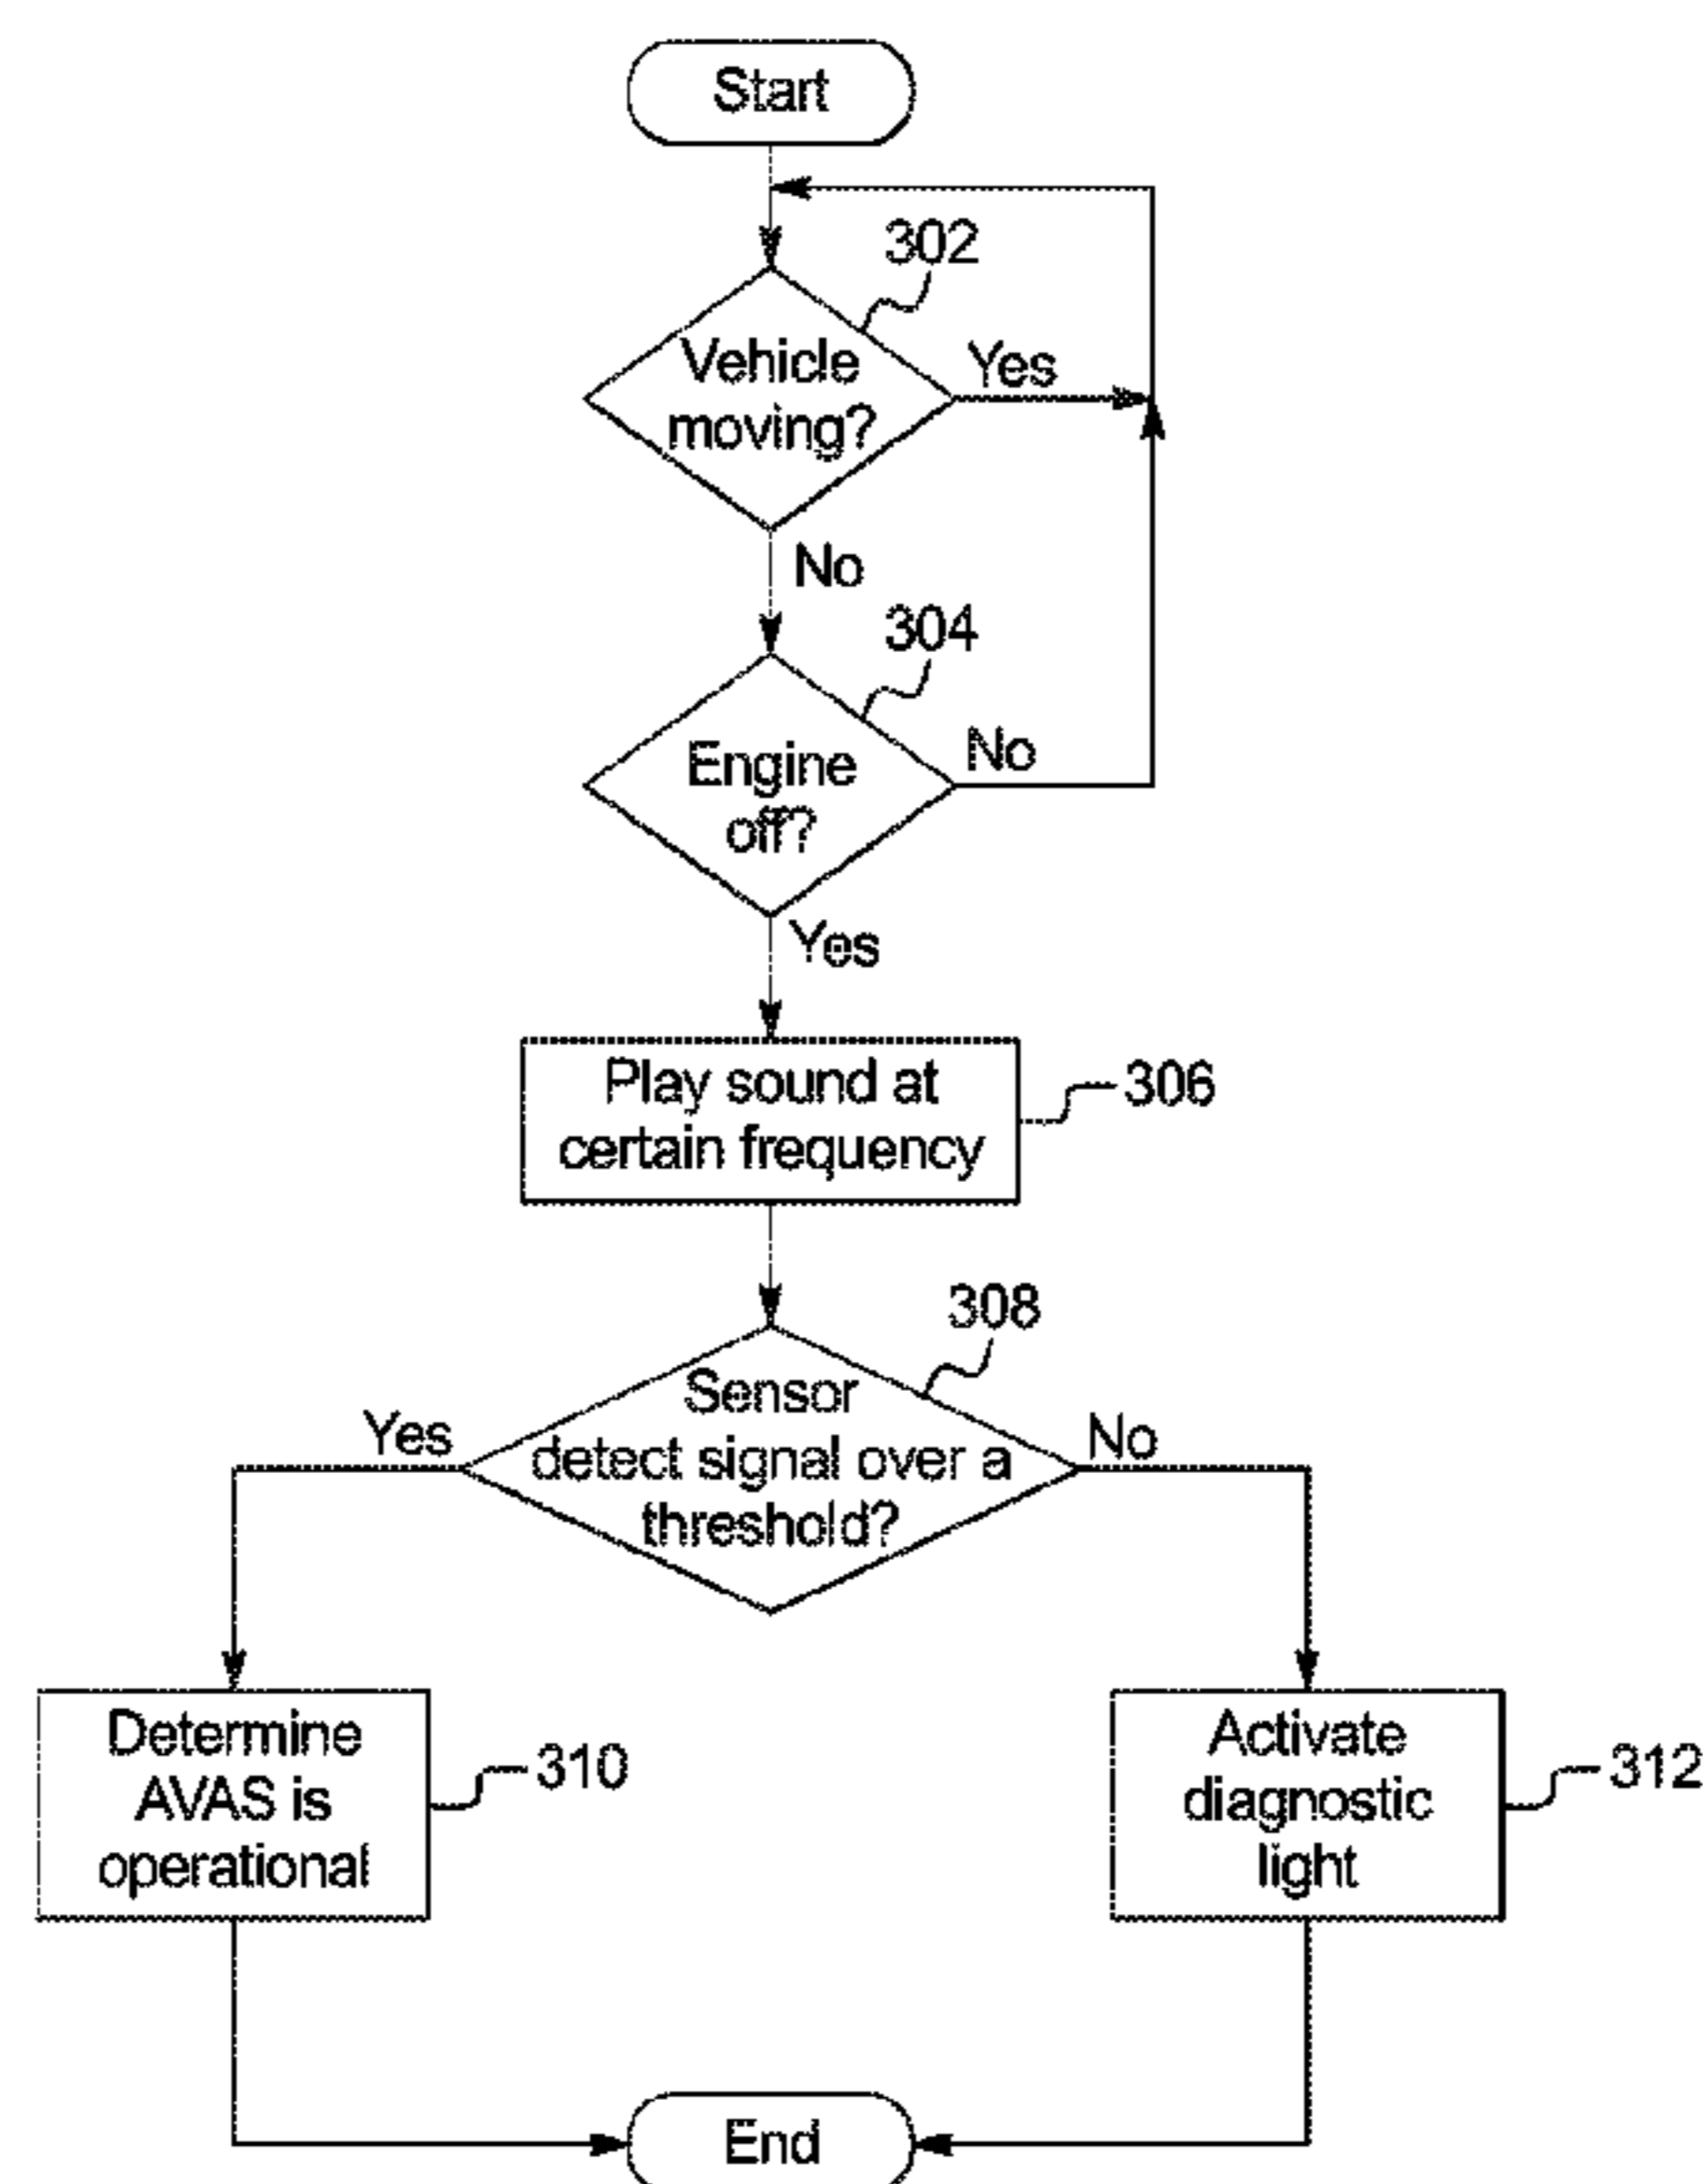 Start
302
Vehicle
moving?
Yes
No
304
Engine
off?
No
Yes
Play sound at
certain frequency
306
308
Sensor
detect signal over a
threshold?
Yes
No
Determine
AVAS is
operational
310
Activate
diagnostic
light
312
End